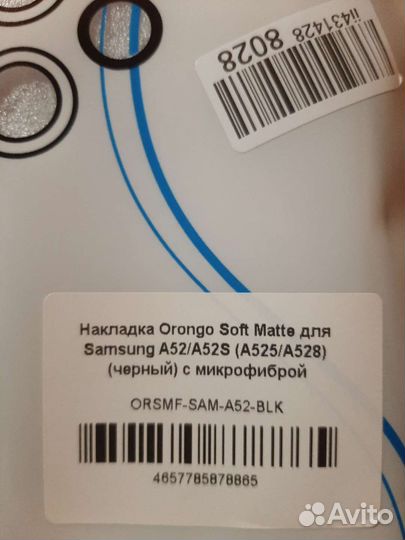 ii431428
8028
Накладка Orongo Soft Matte для
Samsung A52/A52S (A525/A528)
(черный) с микрофиброй
ORSMF-SAM-A52-BLK
4657785878865
Avito